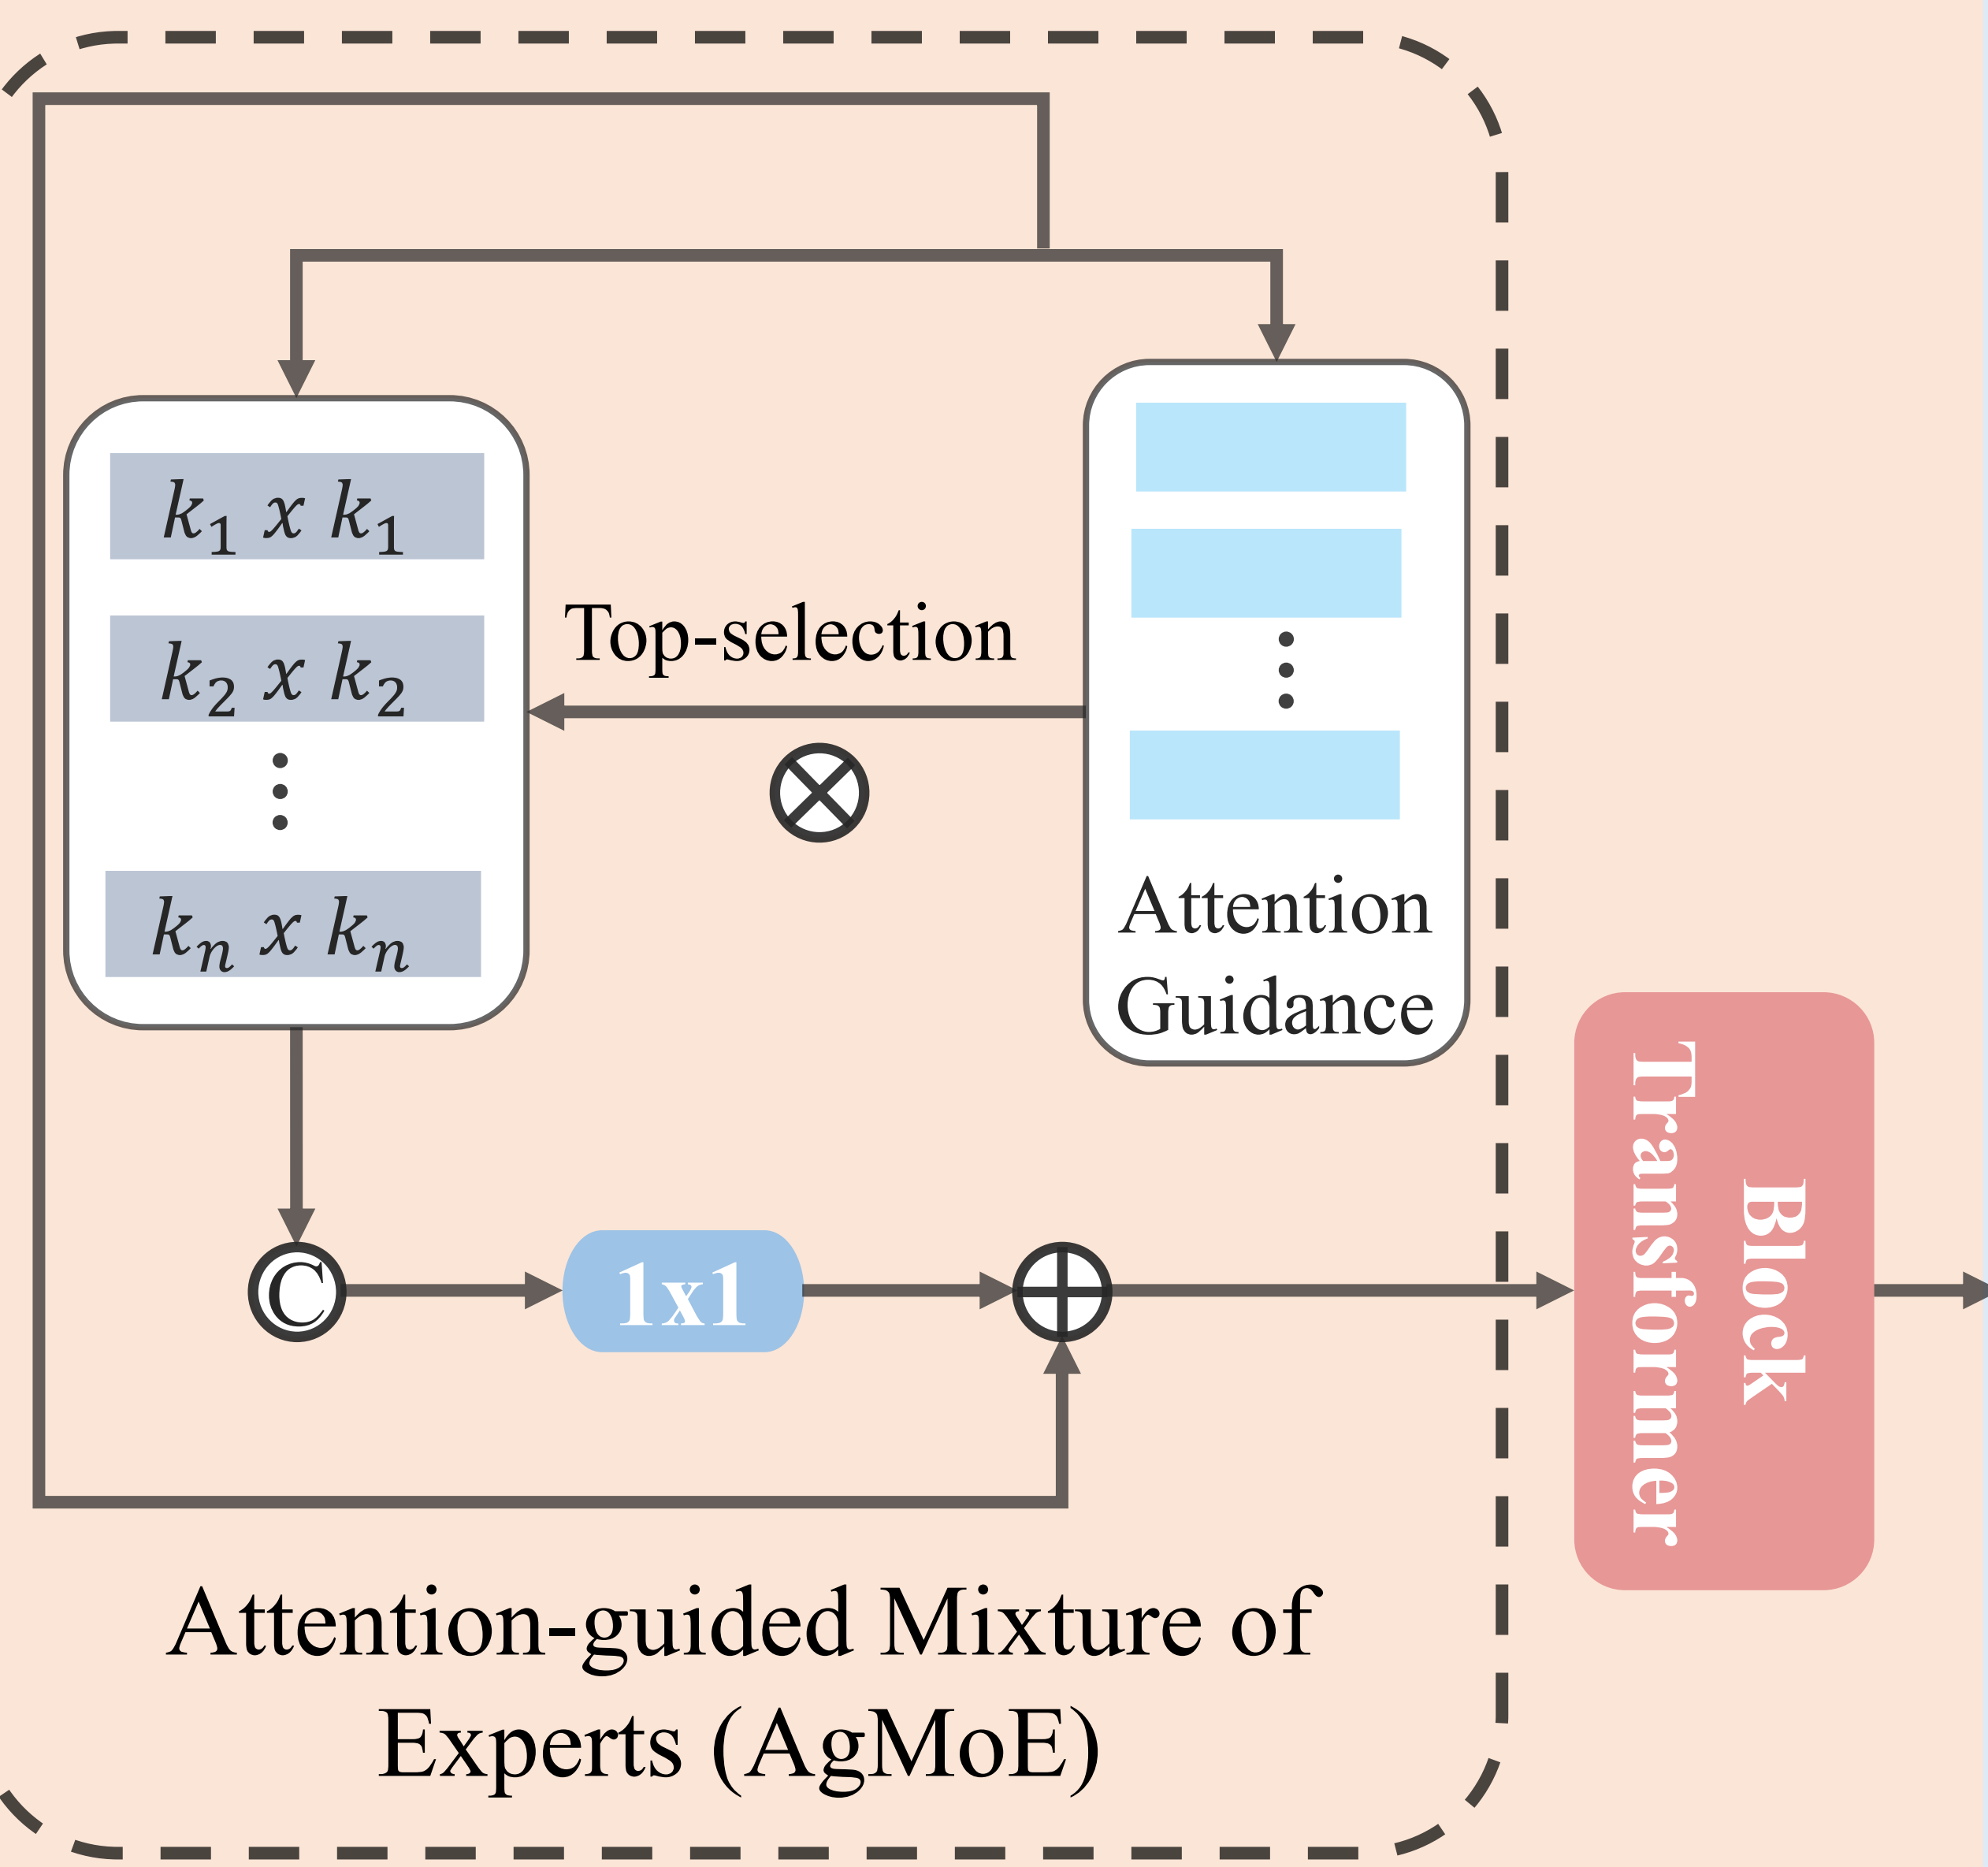 k₁ x k₁
k₂ x k₂
kₙ x kₙ
Top-selection
Attention
Guidance
C
1x1
Transformer
Block
Attention-guided Mixture of
Experts (AgMoE)